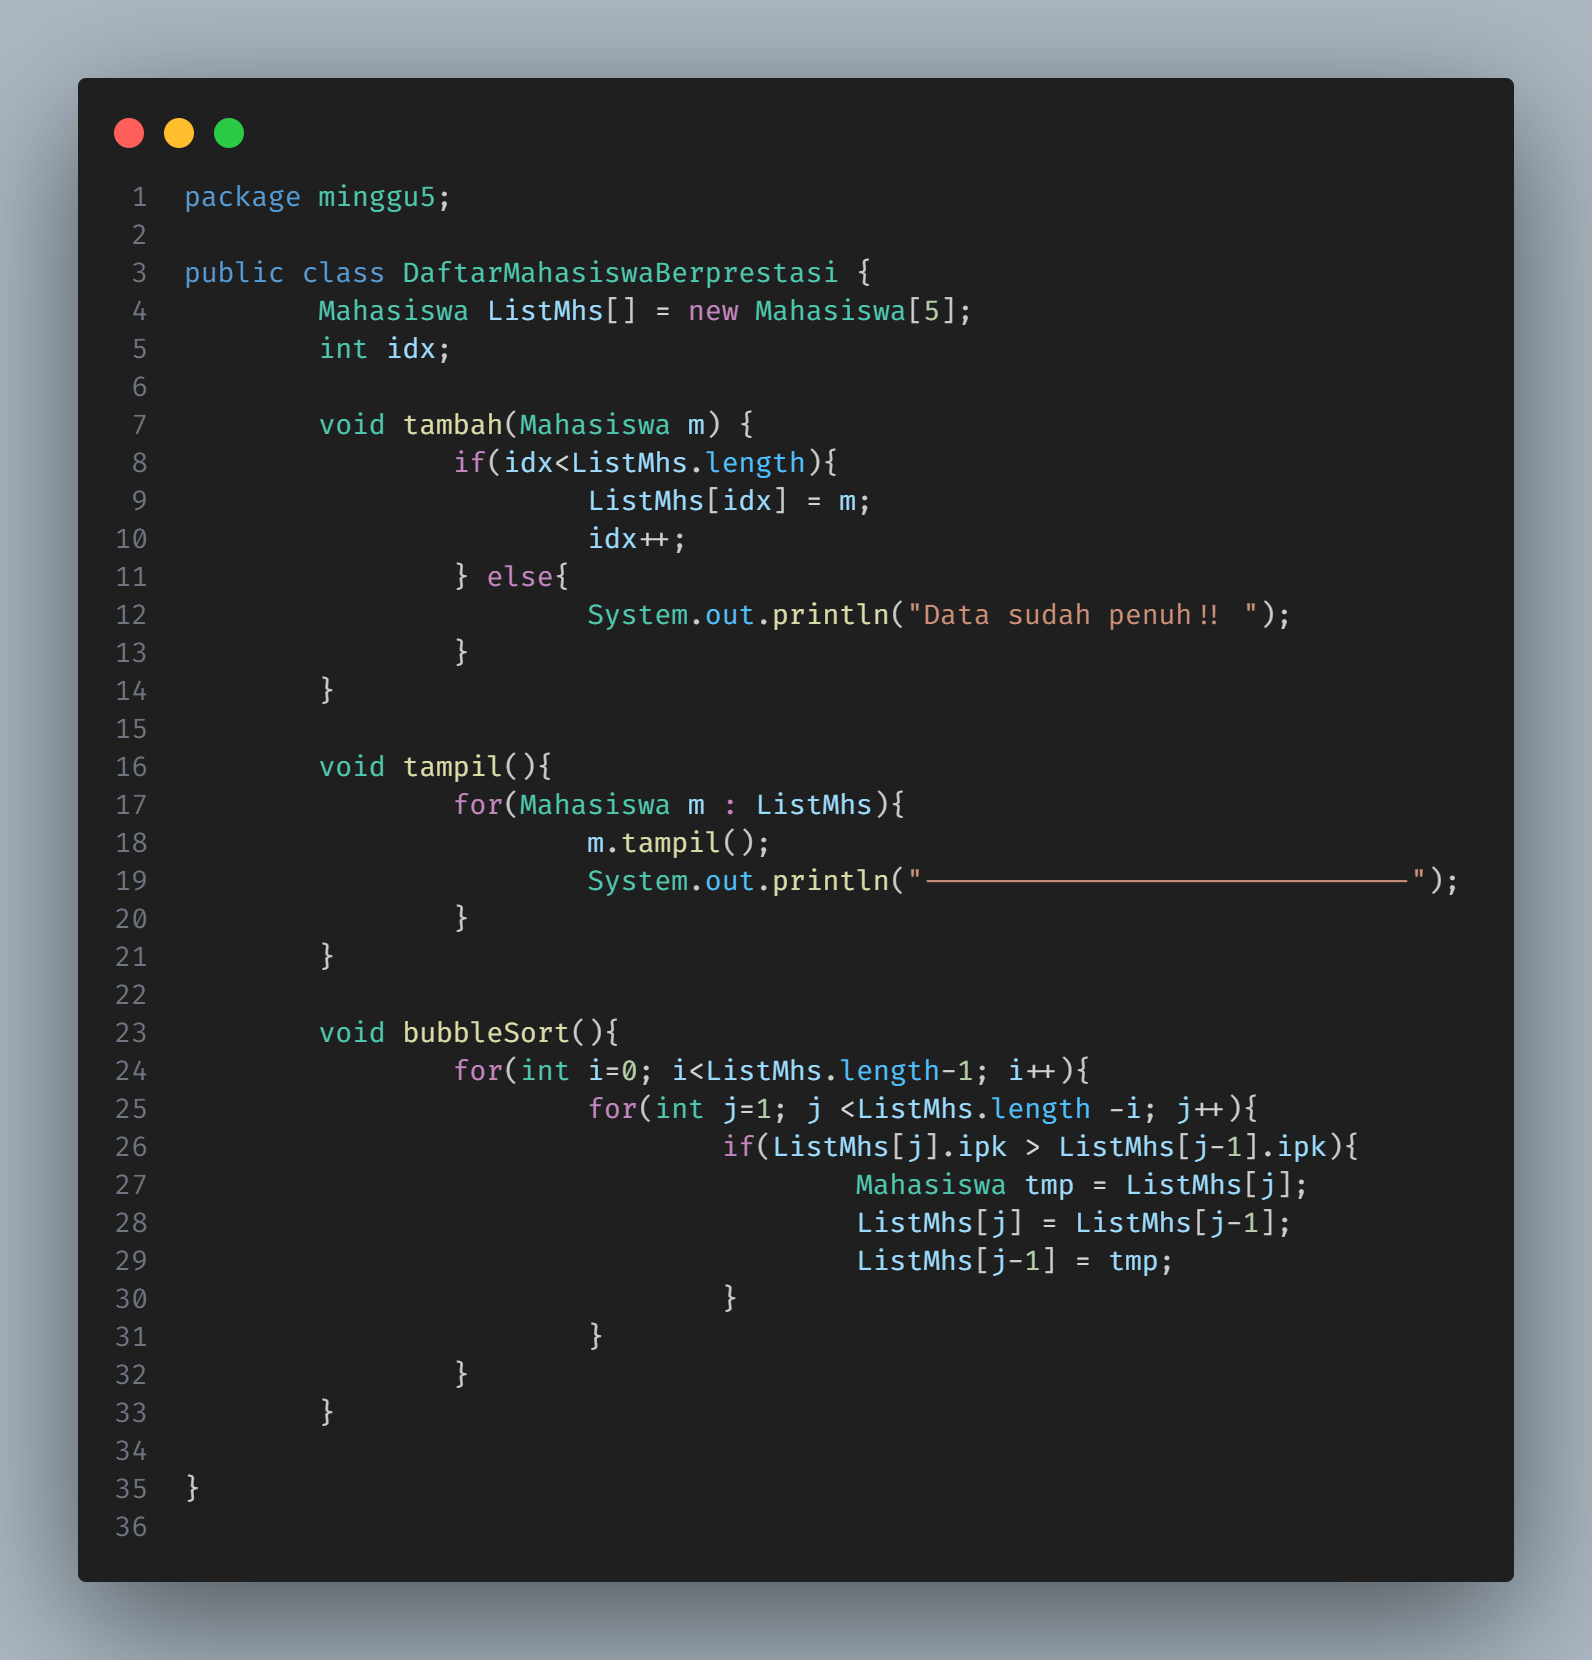 1 package minggu5;
2
3 public class DaftarMahasiswaBerprestasi {
4         Mahasiswa ListMhs[] = new Mahasiswa[5];
5         int idx;
6
7         void tambah(Mahasiswa m) {
8                 if(idx<ListMhs.length){
9                         ListMhs[idx] = m;
10                         idx++;
11                 } else{
12                         System.out.println("Data sudah penuh!! ");
13                 }
14         }
15
16         void tampil(){
17                 for(Mahasiswa m : ListMhs){
18                         m.tampil();
19                         System.out.println("-----------------------------");
20                 }
21         }
22
23         void bubbleSort(){
24                 for(int i=0; i<ListMhs.length-1; i++){
25                         for(int j=1; j <ListMhs.length -i; j++){
26                                 if(ListMhs[j].ipk > ListMhs[j-1].ipk){
27                                         Mahasiswa tmp = ListMhs[j];
28                                         ListMhs[j] = ListMhs[j-1];
29                                         ListMhs[j-1] = tmp;
30                                 }
31                         }
32                 }
33         }
34
35 }
36